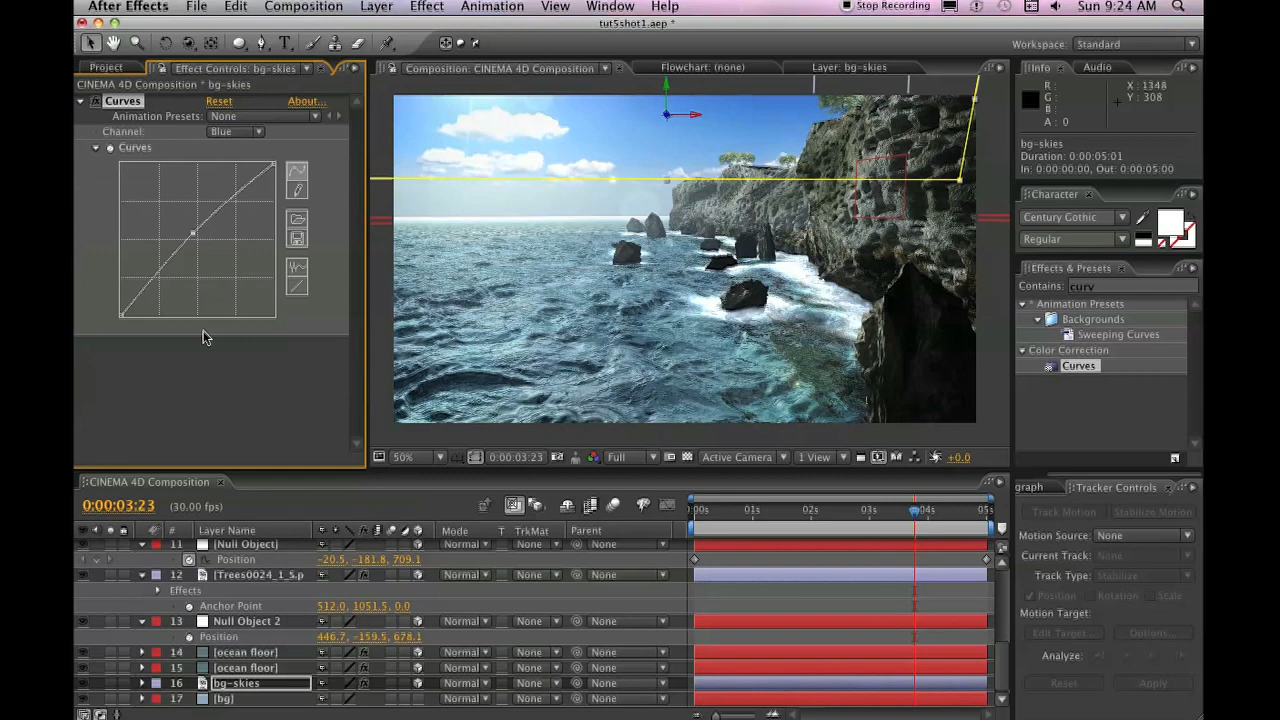 After Effects File Edit Composition Layer Effect Animation View Window Help Stop Recording Sun 9:24 AM
tut5shot1.aep *
Workspace: Standard
Project Effect Controls: bg-skies Composition: CINEMA 4D Composition Flowchart: (none) Layer: bg-skies Info Audio
CINEMA 4D Composition * bg-skies
Curves Reset About...
Animation Presets: None
Channel: Blue
Curves
R :
G :
B :
A : 0
X : 1348
Y : 308
bg-skies
Duration: 0:00:05:01
In: 0:00:00:00, Out: 0:00:05:00
Character
Century Gothic
Regular
Effects & Presets
Contains: curv
* Animation Presets
Backgrounds
Sweeping Curves
Color Correction
Curves
50% 0:00:03:23 Full Active Camera 1 View +0.0
CINEMA 4D Composition
0:00:03:23 (30.00 fps)
:00s 01s 02s 03s 04s 05s
# Layer Name Mode T TrkMat Parent
11 [Null Object] Normal None None
Position -20.5, -181.8, 709.1
12 [Trees0024_1_S.p Normal None None
Effects
Anchor Point 512.0, 1051.5, 0.0
13 Null Object 2 Normal None None
Position 446.7, -159.5, 678.1
14 [ocean floor] Normal None None
15 [ocean floor] Normal None None
16 bg-skies Normal None None
17 [bg] Normal None None
graph Tracker Controls
Track Motion Stabilize Motion
Motion Source: None
Current Track: None
Track Type: Stabilize
Position Rotation Scale
Motion Target:
Edit Target... Options...
Analyze:
Reset Apply